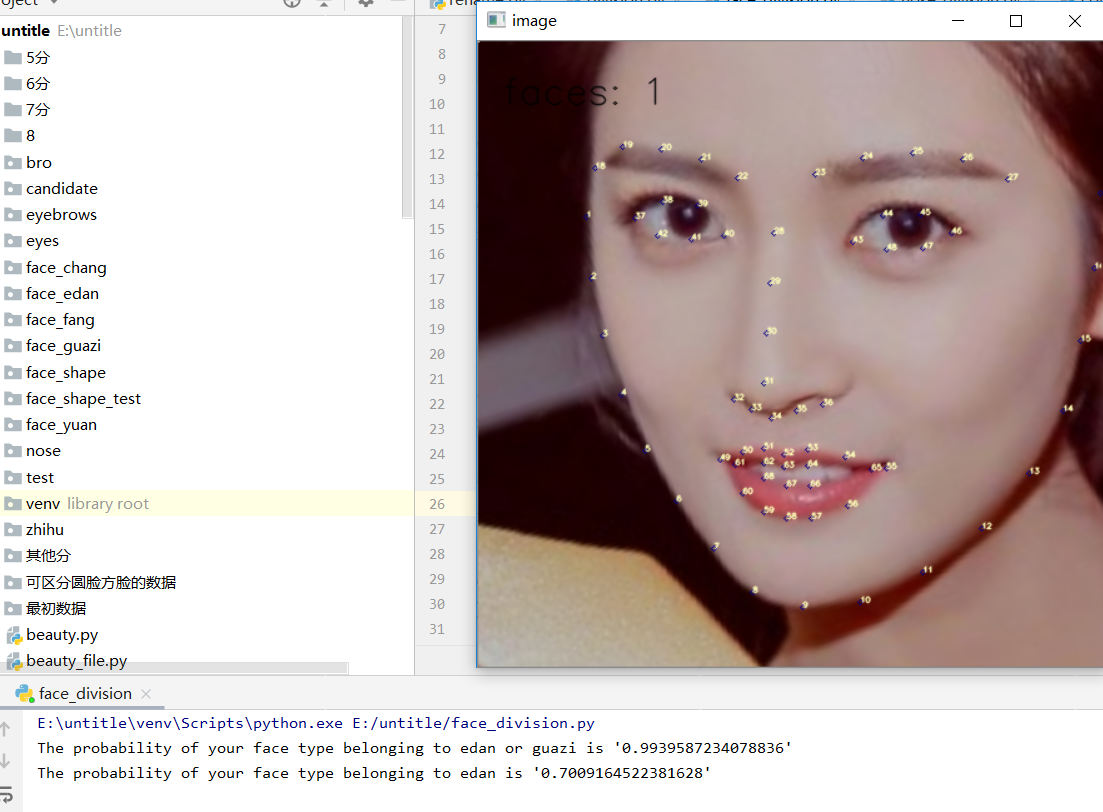 untitle E:\untitle
5分
6分
7分
8
bro
candidate
eyebrows
eyes
face_chang
face_edan
face_fang
face_guazi
face_shape
face_shape_test
face_yuan
nose
test
venv library root
zhihu
其他分
可区分圆脸方脸的数据
最初数据
beauty.py
beauty_file.py
7
8
9
10
11
12
13
14
15
16
17
18
19
20
21
22
23
24
25
26
27
28
29
30
31
image
faces: 1
19 20 21 22 23 24 25 26 27
18
1 37 38 39 40 41 42 28 43 44 45 46 47 48
2 29
3 30 15
4 31 32 33 34 35 36 14
5 49 50 51 52 53 54 55
61 62 63 64 65 13
6 60 68 67 66 56
59 58 57 12
7 11
8 9 10
face_division
E:\untitle\venv\Scripts\python.exe E:/untitle/face_division.py
The probability of your face type belonging to edan or guazi is '0.9939587234078836'
The probability of your face type belonging to edan is '0.7009164522381628'